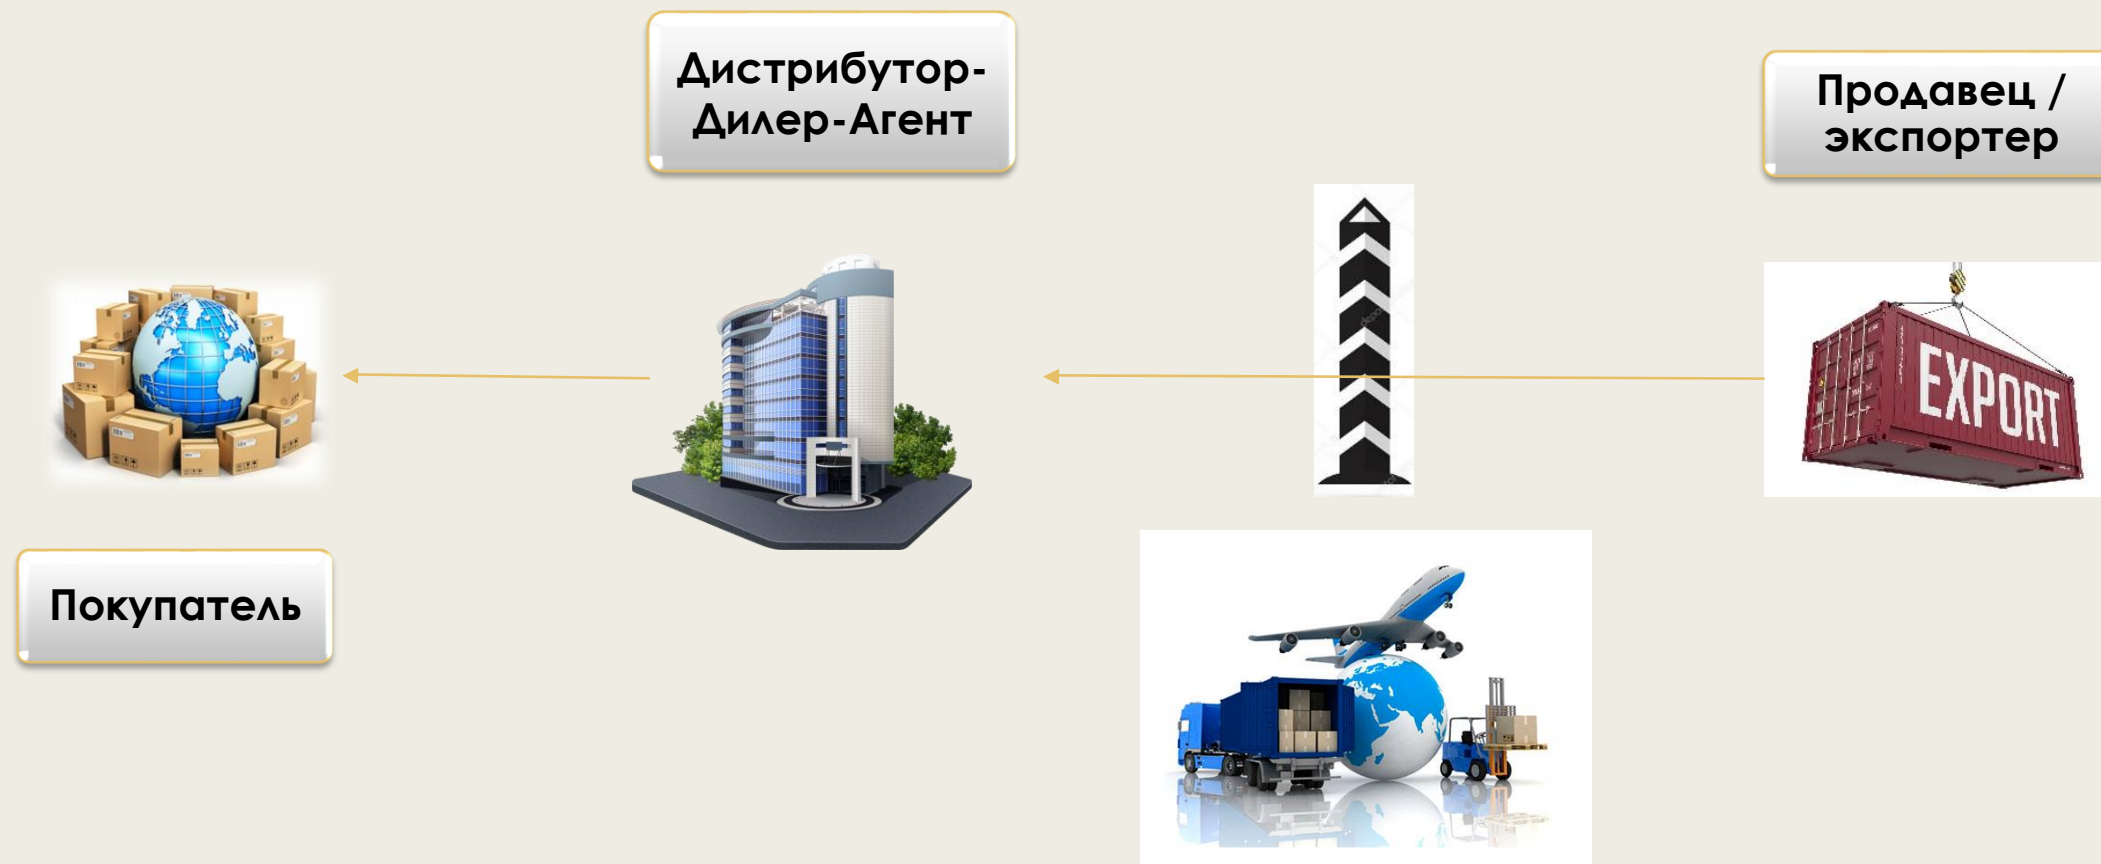 Дистрибутор-
Дилер-Агент
Продавец /
экспортер
EXPORT
Покупатель